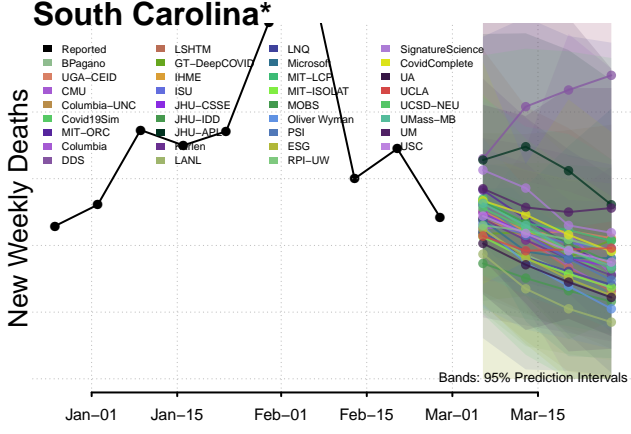 South Carolina*
New Weekly Deaths
Reported
BPagano
UGA−CEID
CMU
Columbia−UNC
Covid19Sim
MIT−ORC
Columbia
DDS
LSHTM
GT−DeepCOVID
IHME
ISU
JHU−CSSE
JHU−IDD
JHU−APL
Karlen
LANL
LNQ
Microsoft
MIT−LCP
MIT−ISOLAT
MOBS
Oliver Wyman
PSI
ESG
RPI−UW
SignatureScience
CovidComplete
UA
UCLA
UCSD−NEU
UMass−MB
UM
USC
Bands: 95% Prediction Intervals
Jan−01 Jan−15 Feb−01 Feb−15 Mar−01 Mar−15